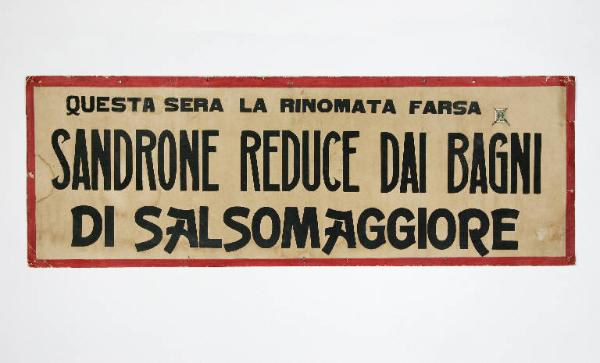 QUESTA SERA LA RINOMATA FARSA
SANDRONE REDUCE DAI BAGNI
DI SALSOMAGGIORE